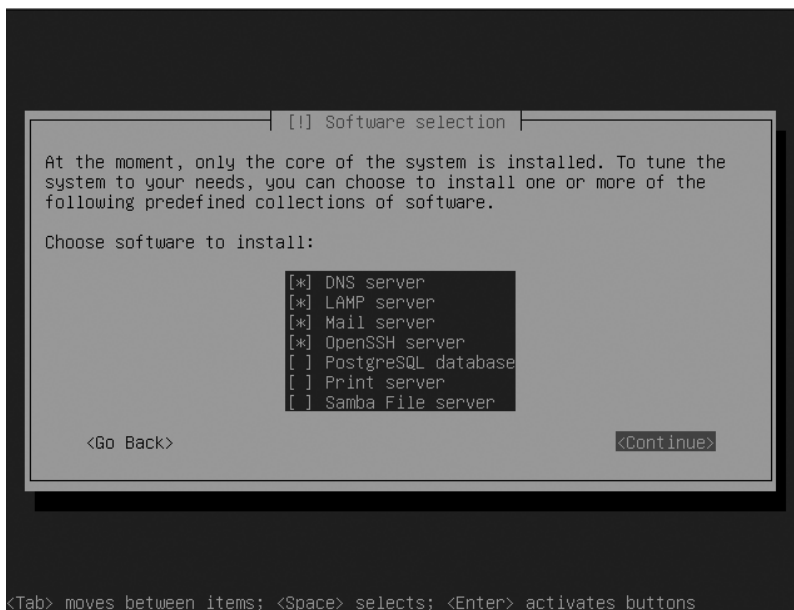 [!] Software selection
At the moment, only the core of the system is installed. To tune the
system to your needs, you can choose to install one or more of the
following predefined collections of software.
Choose software to install:
[*] DNS server
[*] LAMP server
[*] Mail server
[*] OpenSSH server
[ ] PostgreSQL database
[ ] Print server
[ ] Samba File server
<Go Back> <Continue>
<Tab> moves between items; <Space> selects; <Enter> activates buttons